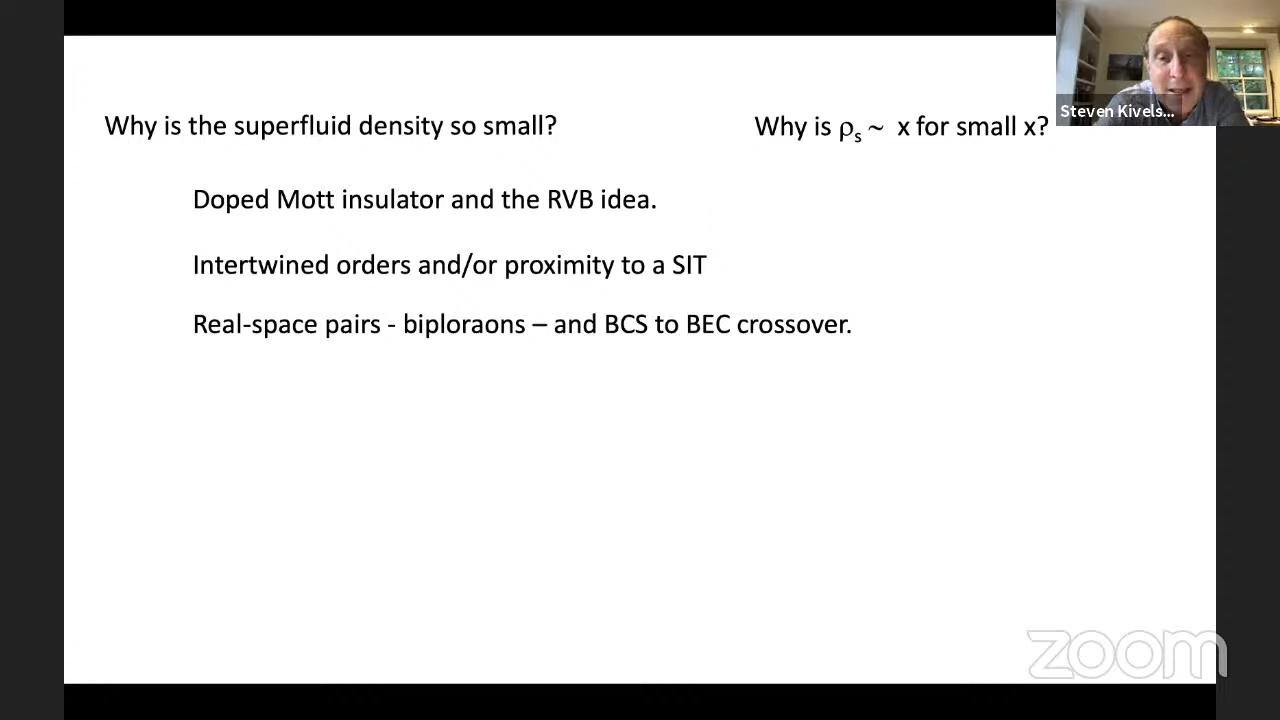 Why is the superfluid density so small?
Why is ρs ~ x for small x?
Steven Kivels...
Doped Mott insulator and the RVB idea.
Intertwined orders and/or proximity to a SIT
Real-space pairs - biploraons – and BCS to BEC crossover.
zoom